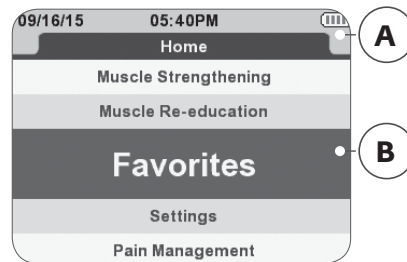 09/16/15 05:40PM
A
Home
Muscle Strengthening
Muscle Re-education
Favorites
B
Settings
Pain Management